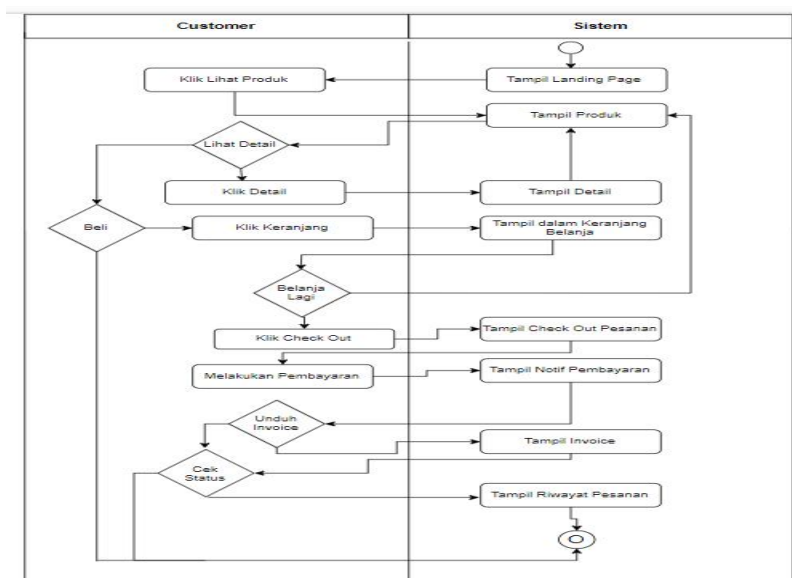 Customer
Sistem
Klik Lihat Produk
Tampil Landing Page
Tampil Produk
Lihat Detail
Klik Detail
Tampil Detail
Beli
Klik Keranjang
Tampil dalam Keranjang
Belanja
Belanja
Lagi
Klik Check Out
Tampil Check Out Pesanan
Melakukan Pembayaran
Tampil Notif Pembayaran
Unduh
Invoice
Tampil Invoice
Cek
Status
Tampil Riwayat Pesanan